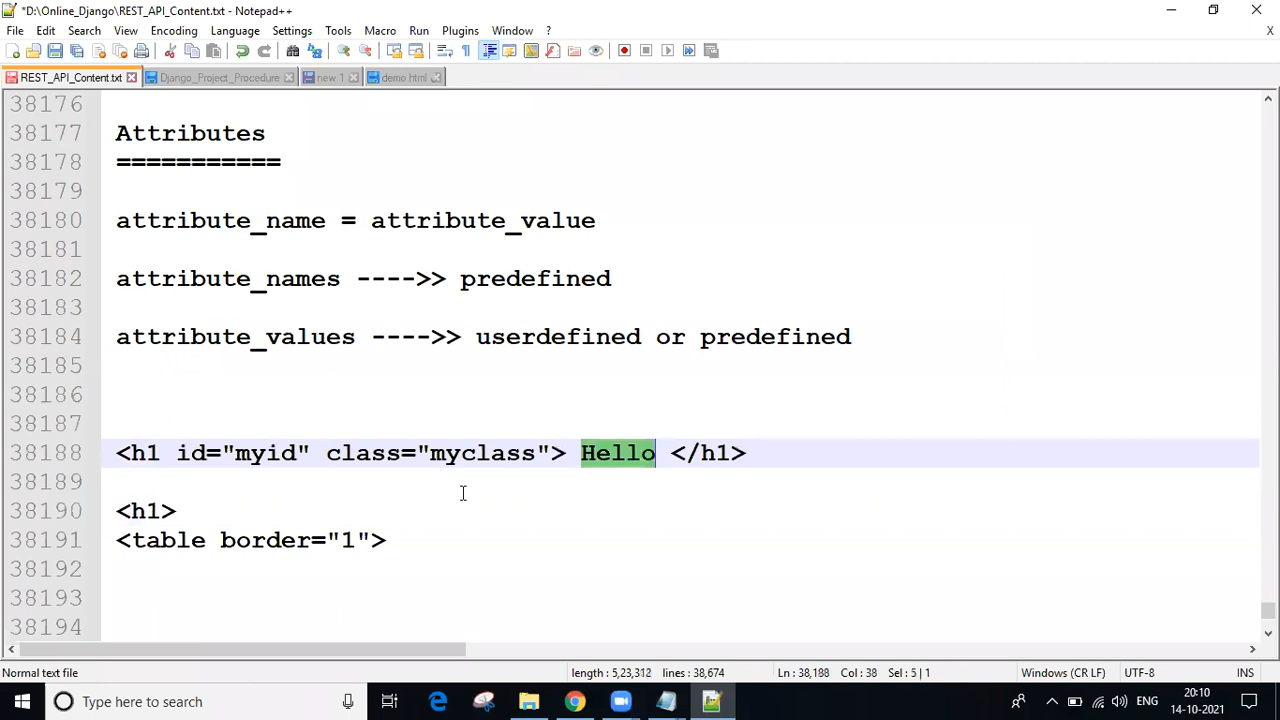 *D:\Online_Django\REST_API_Content.txt - Notepad++
File Edit Search View Encoding Language Settings Tools Macro Run Plugins Window ? X
REST_API_Content.txt Django_Project_Procedure new 1 demo.html
38176
38177 Attributes
38178 ===========
38179
38180 attribute_name = attribute_value
38181
38182 attribute_names ---->> predefined
38183
38184 attribute_values ---->> userdefined or predefined
38185
38186
38187
38188 <h1 id="myid" class="myclass"> Hello </h1>
38189
38190 <h1>
38191 <table border="1">
38192
38193
38194
Normal text file length : 5,23,312 lines : 38,674 Ln : 38,188 Col : 38 Sel : 5 | 1 Windows (CR LF) UTF-8 INS
Type here to search ENG 20:10
14-10-2021